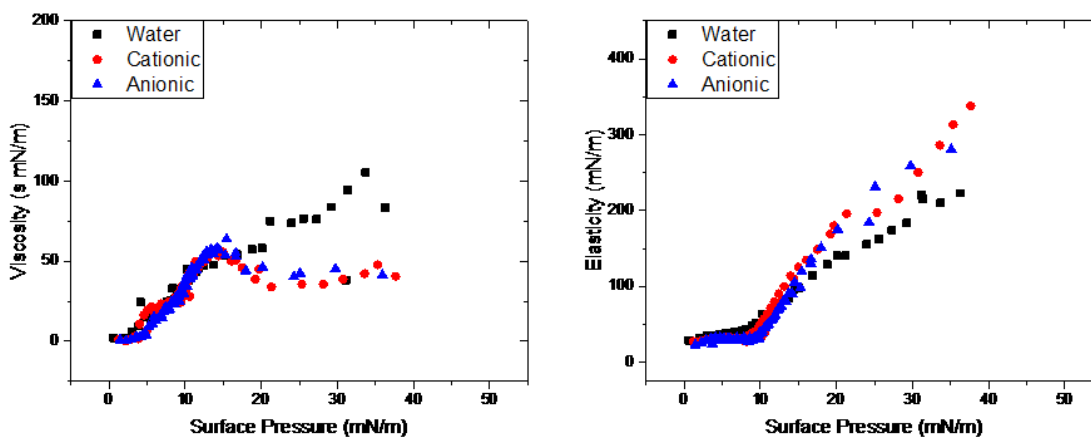 200
Water
Cationic
Anionic
150
100
50
0
Viscosity (s mN/m)
0 10 20 30 40 50
Surface Pressure (mN/m)
Water
Cationic
Anionic
400
300
200
100
0
Elasticity (mN/m)
0 10 20 30 40 50
Surface Pressure (mN/m)